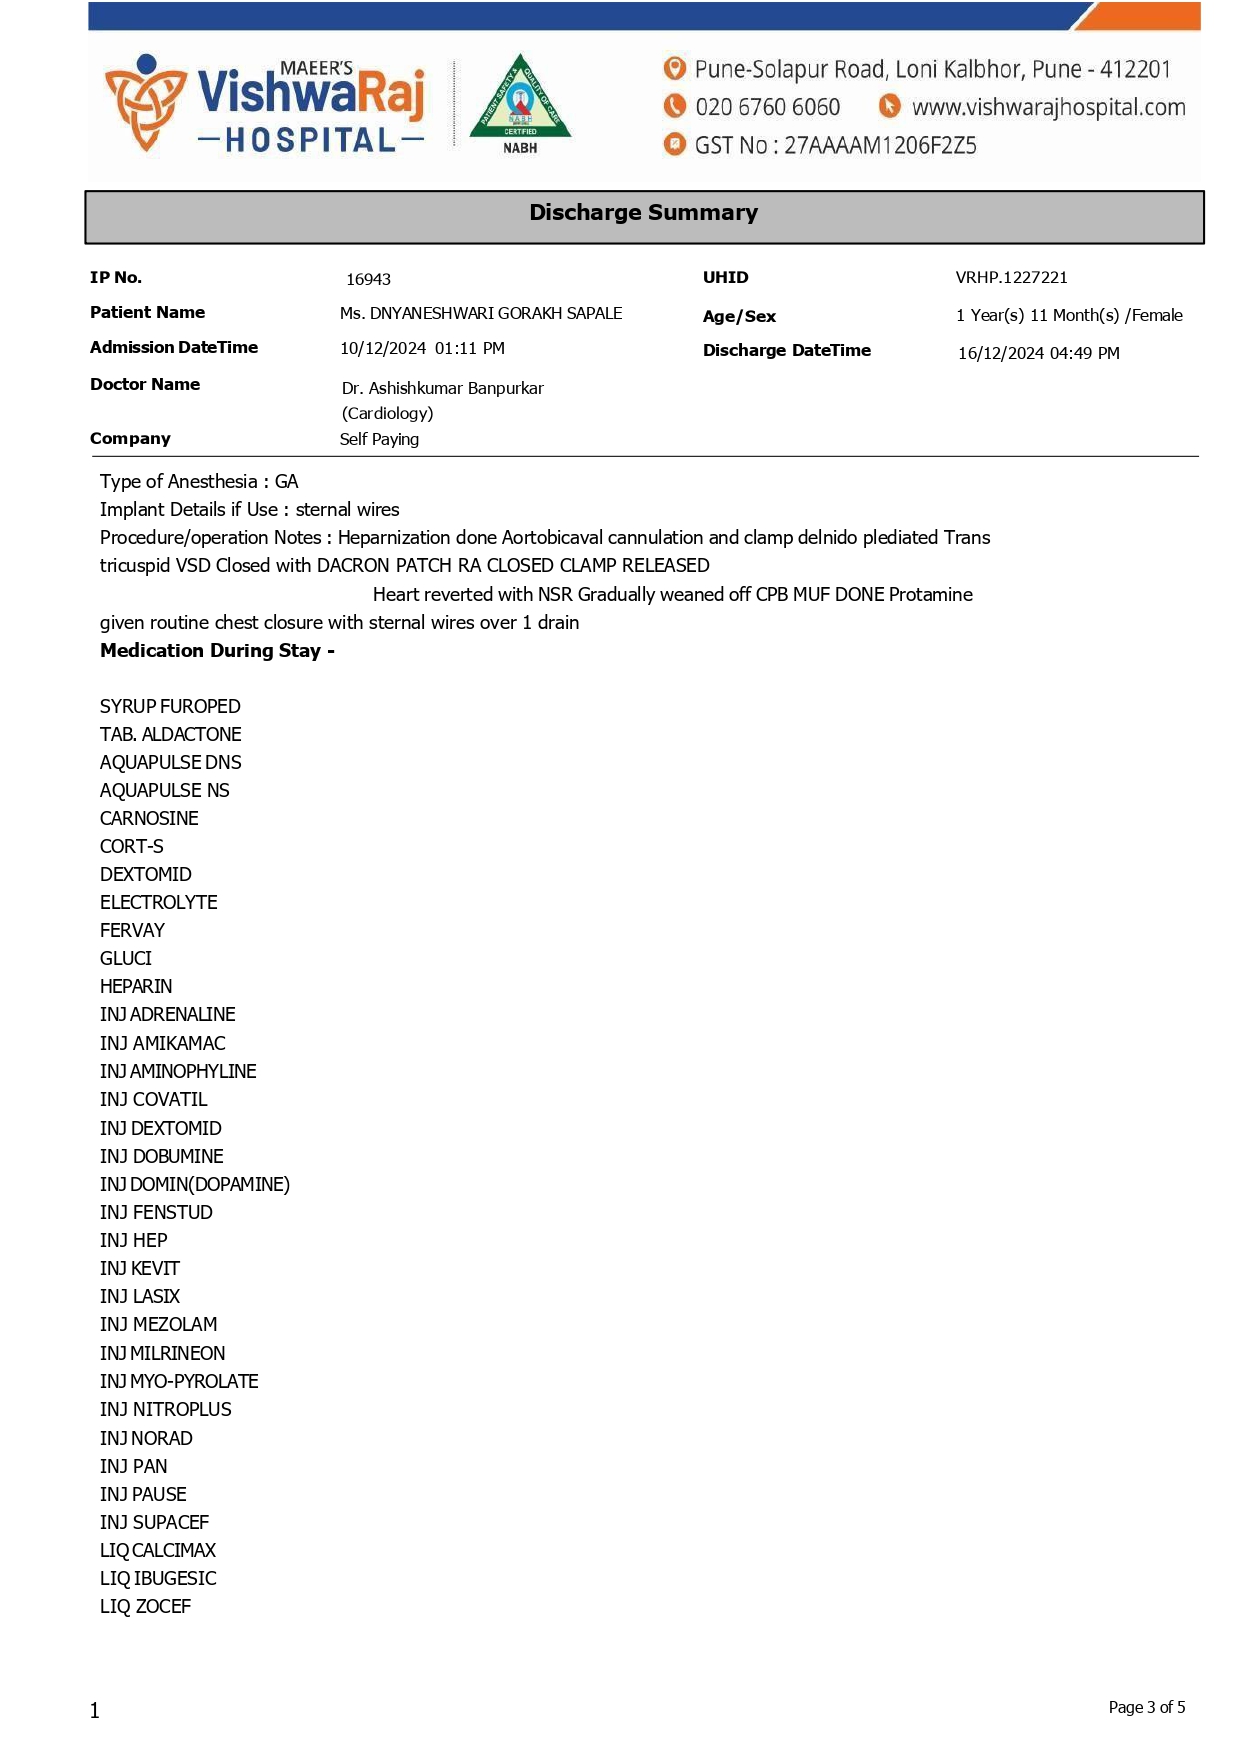 MAEER'S
VishwaRaj
HOSPITAL
PATIENT SAFETY & QUALITY OF CARE
NABH
CERTIFIED
NABH
Pune-Solapur Road, Loni Kalbhor, Pune - 412201
020 6760 6060 www.vishwarajhospital.com
GST No : 27AAAAM1206F2Z5
Discharge Summary
IP No. 16943 UHID VRHP.1227221
Patient Name Ms. DNYANESHWARI GORAKH SAPALE Age/Sex 1 Year(s) 11 Month(s) /Female
Admission DateTime 10/12/2024 01:11 PM Discharge DateTime 16/12/2024 04:49 PM
Doctor Name Dr. Ashishkumar Banpurkar
(Cardiology)
Company Self Paying
Type of Anesthesia : GA
Implant Details if Use : sternal wires
Procedure/operation Notes : Heparnization done Aortobicaval cannulation and clamp delnido plediated Trans
tricuspid VSD Closed with DACRON PATCH RA CLOSED CLAMP RELEASED
Heart reverted with NSR Gradually weaned off CPB MUF DONE Protamine
given routine chest closure with sternal wires over 1 drain
Medication During Stay -
SYRUP FUROPED
TAB. ALDACTONE
AQUAPULSE DNS
AQUAPULSE NS
CARNOSINE
CORT-S
DEXTOMID
ELECTROLYTE
FERVAY
GLUCI
HEPARIN
INJ ADRENALINE
INJ AMIKAMAC
INJ AMINOPHYLINE
INJ COVATIL
INJ DEXTOMID
INJ DOBUMINE
INJ DOMIN(DOPAMINE)
INJ FENSTUD
INJ HEP
INJ KEVIT
INJ LASIX
INJ MEZOLAM
INJ MILRINEON
INJ MYO-PYROLATE
INJ NITROPLUS
INJ NORAD
INJ PAN
INJ PAUSE
INJ SUPACEF
LIQ CALCIMAX
LIQ IBUGESIC
LIQ ZOCEF
1 Page 3 of 5